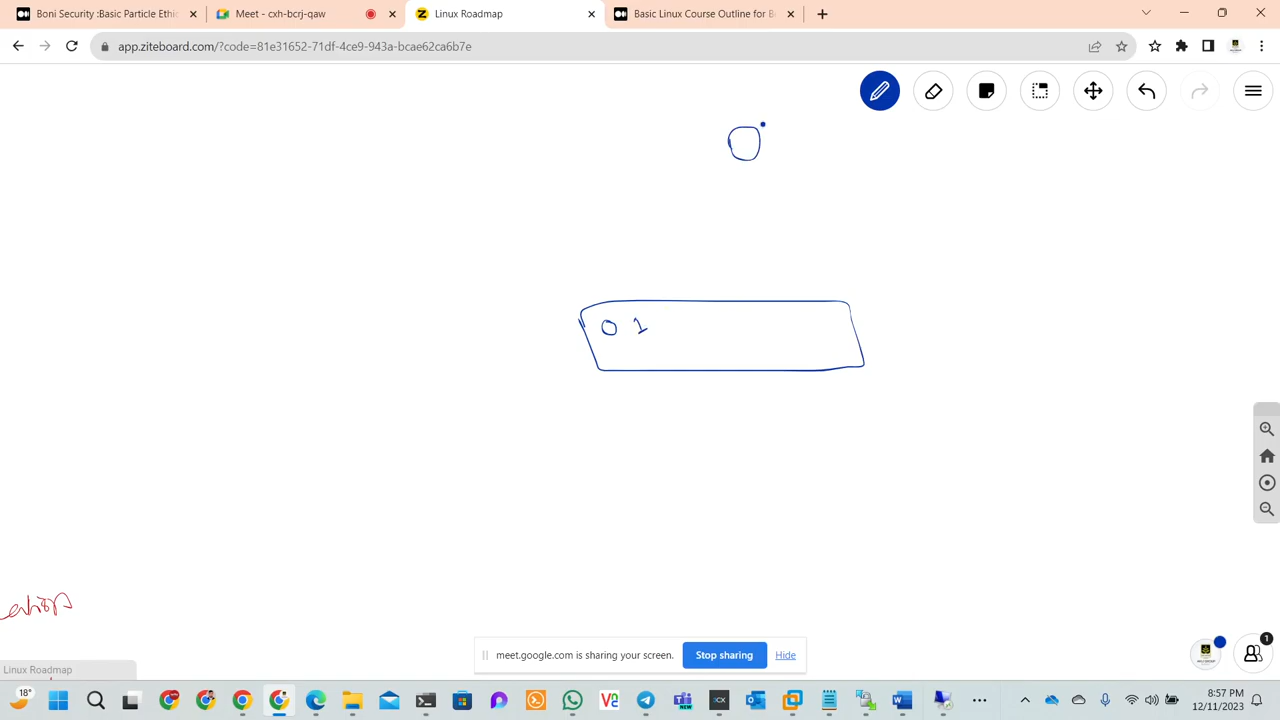 Boni Security :Basic Particle Ethic
Meet - cxh-bcrj-qaw
Linux Roadmap
Basic Linux Course Outline for B
app.ziteboard.com/?code=81e31652-71df-4ce9-943a-bcae62ca6b7e
0 1
meet.google.com is sharing your screen.
Stop sharing
Hide
1
Linux Roadmap
18°
8:57 PM
12/11/2023